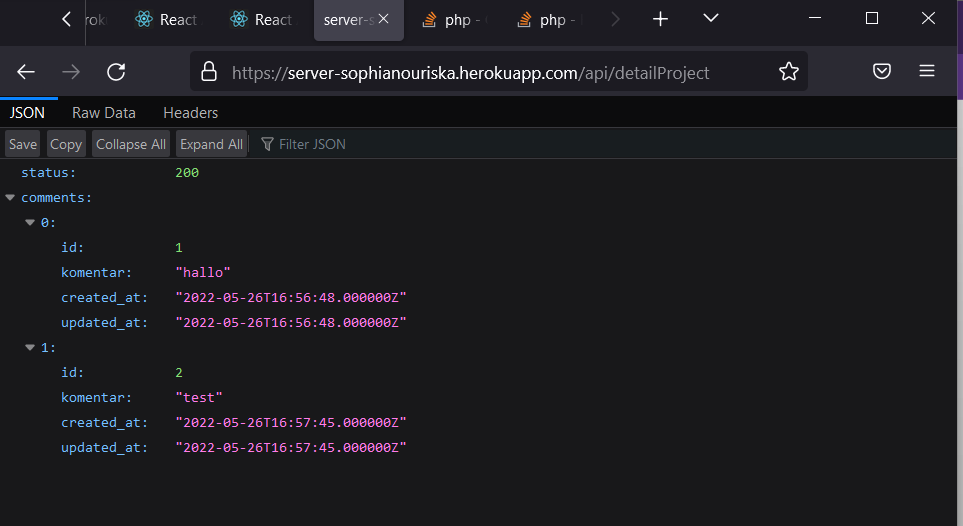 React React server-s php - php -
https://server-sophianouriska.herokuapp.com/api/detailProject
JSON Raw Data Headers
Save Copy Collapse All Expand All Filter JSON
status: 200
comments:
0:
id: 1
komentar: "hallo"
created_at: "2022-05-26T16:56:48.000000Z"
updated_at: "2022-05-26T16:56:48.000000Z"
1:
id: 2
komentar: "test"
created_at: "2022-05-26T16:57:45.000000Z"
updated_at: "2022-05-26T16:57:45.000000Z"